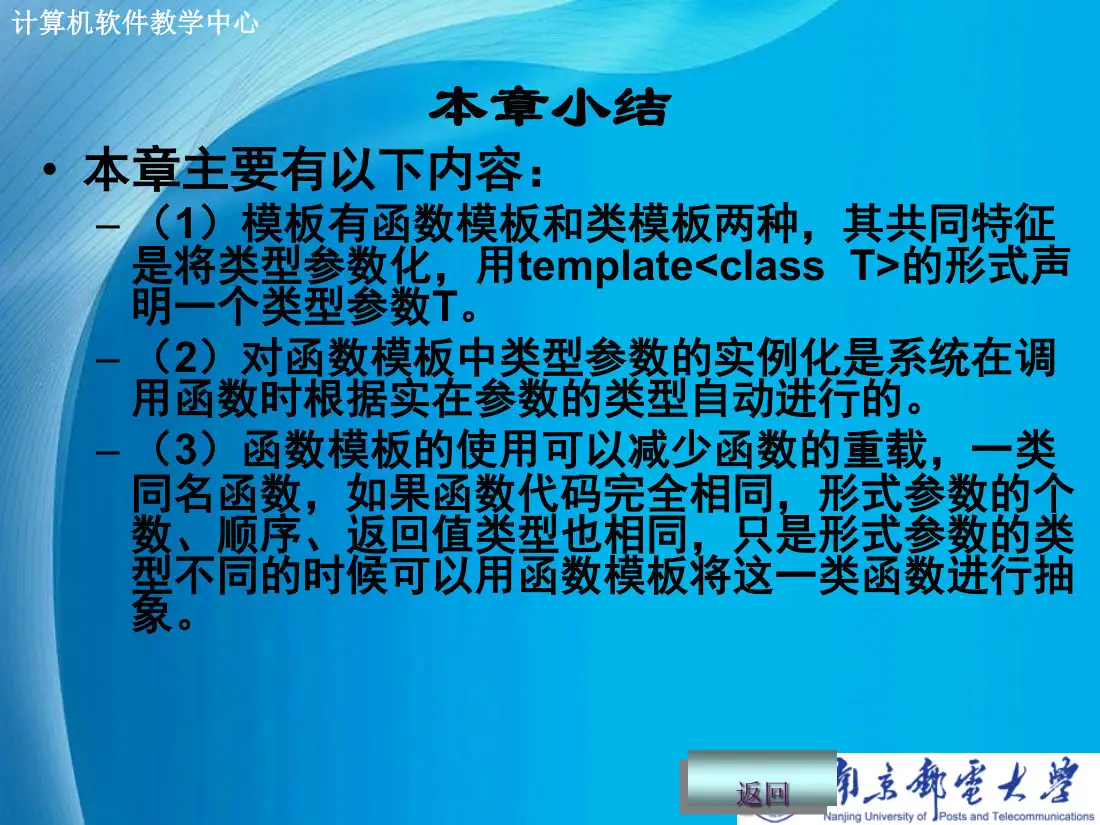 计算机软件教学中心
本章小结
• 本章主要有以下内容：
– （1）模板有函数模板和类模板两种，其共同特征
是将类型参数化，用template<class T>的形式声
明一个类型参数T。
– （2）对函数模板中类型参数的实例化是系统在调
用函数时根据实在参数的类型自动进行的。
– （3）函数模板的使用可以减少函数的重载，一类
同名函数，如果函数代码完全相同，形式参数的个
数、顺序、返回值类型也相同，只是形式参数的类
型不同的时候可以用函数模板将这一类函数进行抽
象。
返回
南京郵電大學
Nanjing University of Posts and Telecommunications